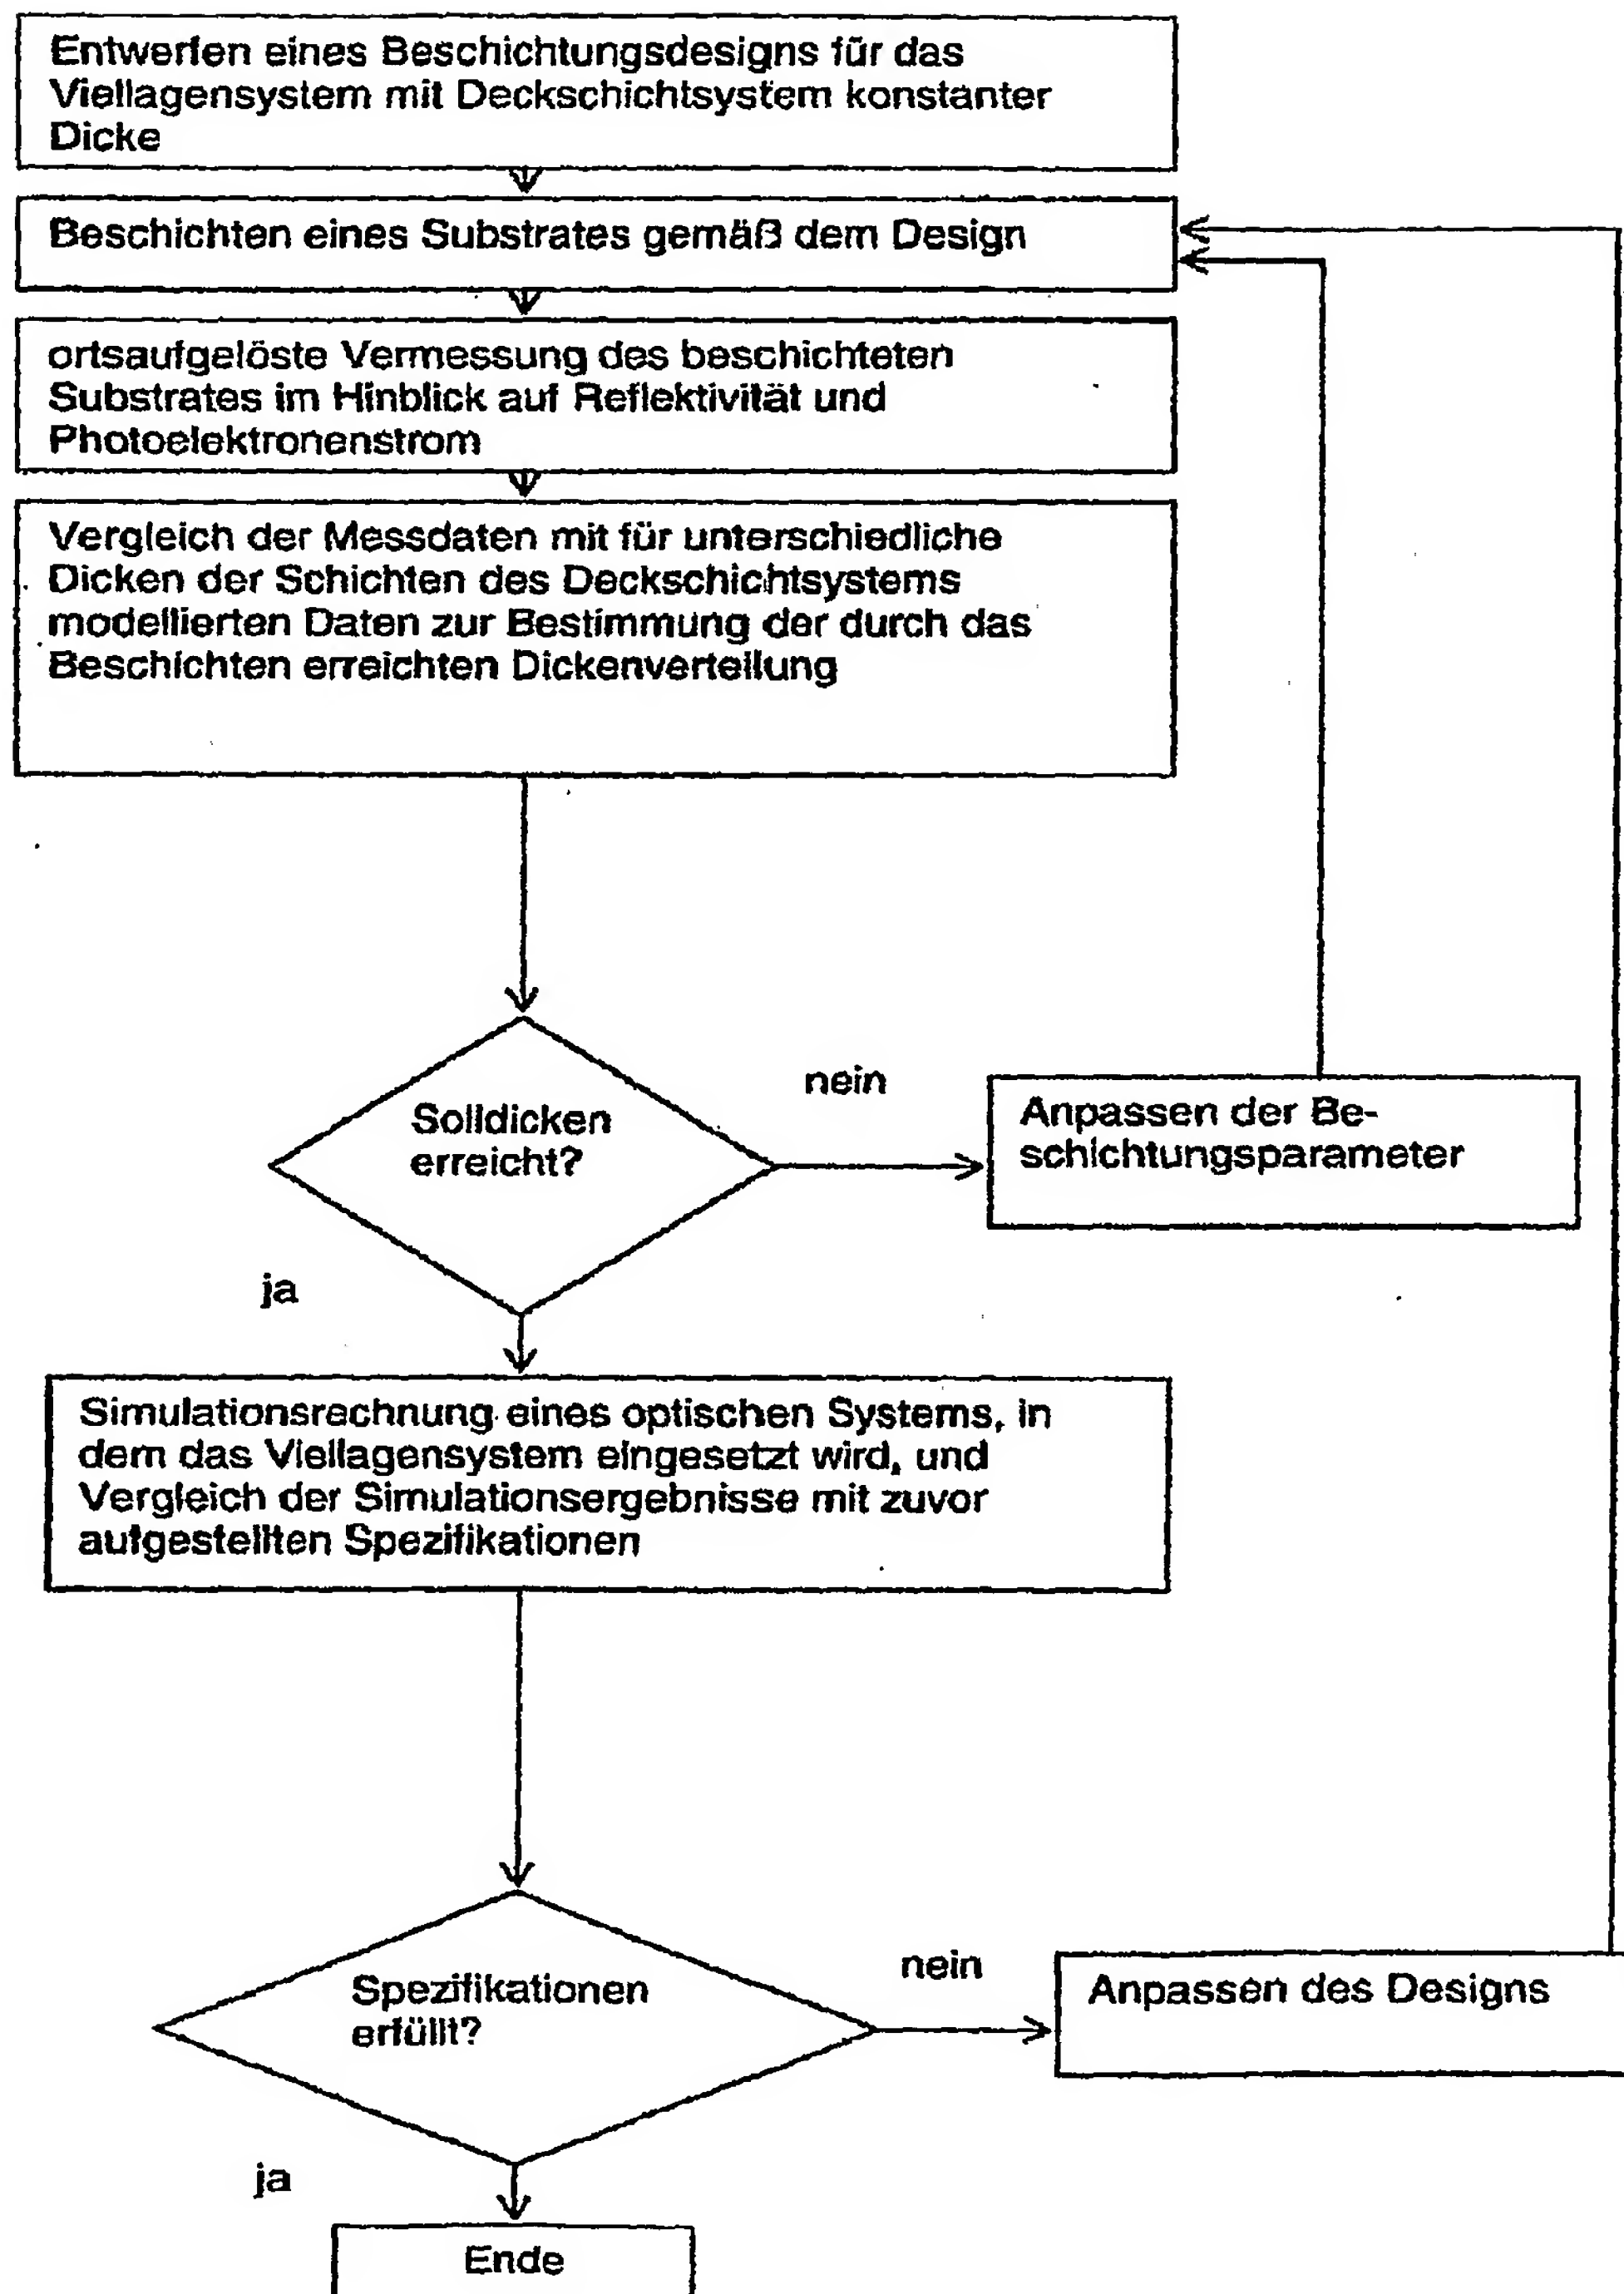 Entwerfen eines Beschichtungsdesigns für das
Viellagensystem mit Deckschichtsystem konstanter
Dicke
Beschichten eines Substrates gemäß dem Design
ortsaufgelöste Vermessung des beschichteten
Substrates im Hinblick auf Reflektivität und
Photoelektronenstrom
Vergleich der Messdaten mit für unterschiedliche
Dicken der Schichten des Deckschichtsystems
modellierten Daten zur Bestimmung der durch das
Beschichten erreichten Dickenverteilung
Solldicken
erreicht?
nein
Anpassen der Be-
schichtungsparameter
ja
Simulationsrechnung eines optischen Systems, in
dem das Viellagensystem eingesetzt wird, und
Vergleich der Simulationsergebnisse mit zuvor
aufgestellten Spezifikationen
Spezifikationen
erfüllt?
nein
Anpassen des Designs
ja
Ende